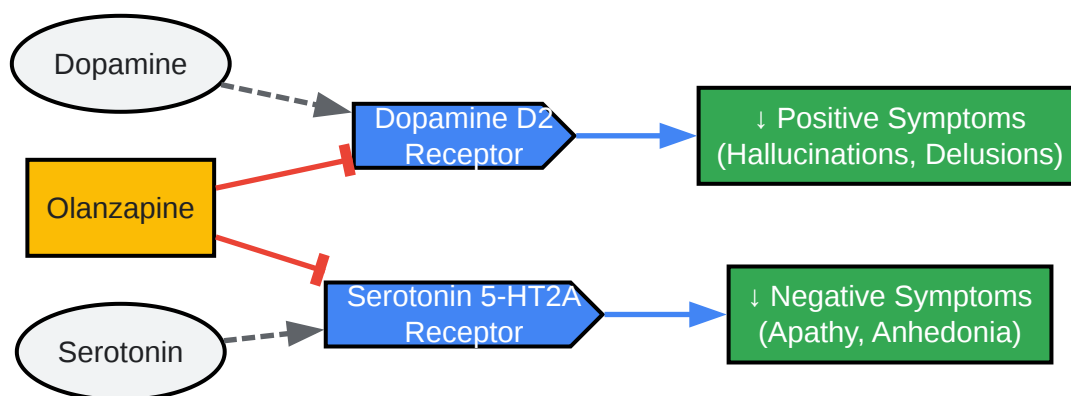 Dopamine
Dopamine D2
Receptor
↓ Positive Symptoms
(Hallucinations, Delusions)
Olanzapine
Serotonin 5-HT2A
Receptor
↓ Negative Symptoms
(Apathy, Anhedonia)
Serotonin